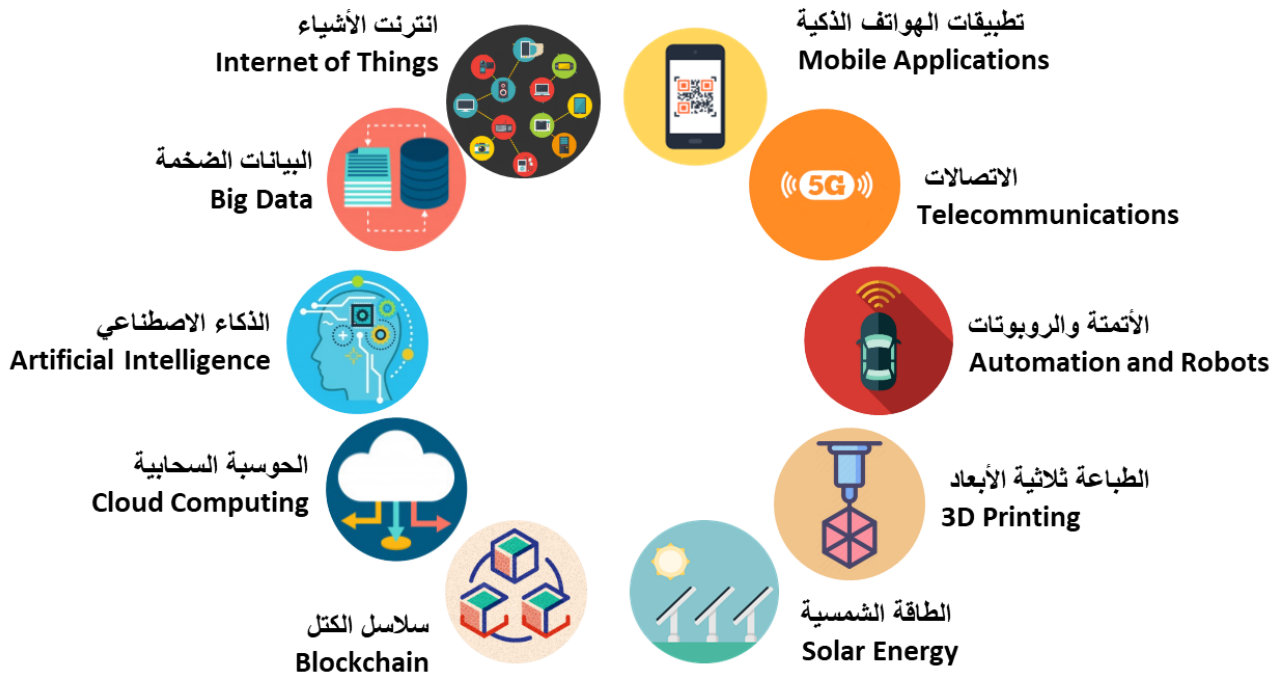 انترنت الأشياء
Internet of Things
تطبيقات الهواتف الذكية
Mobile Applications
البيانات الضخمة
Big Data
5G
الاتصالات
Telecommunications
الذكاء الاصطناعي
Artificial Intelligence
الأتمتة والروبوتات
Automation and Robots
الحوسبة السحابية
Cloud Computing
الطباعة ثلاثية الأبعاد
3D Printing
سلاسل الكتل
Blockchain
الطاقة الشمسية
Solar Energy